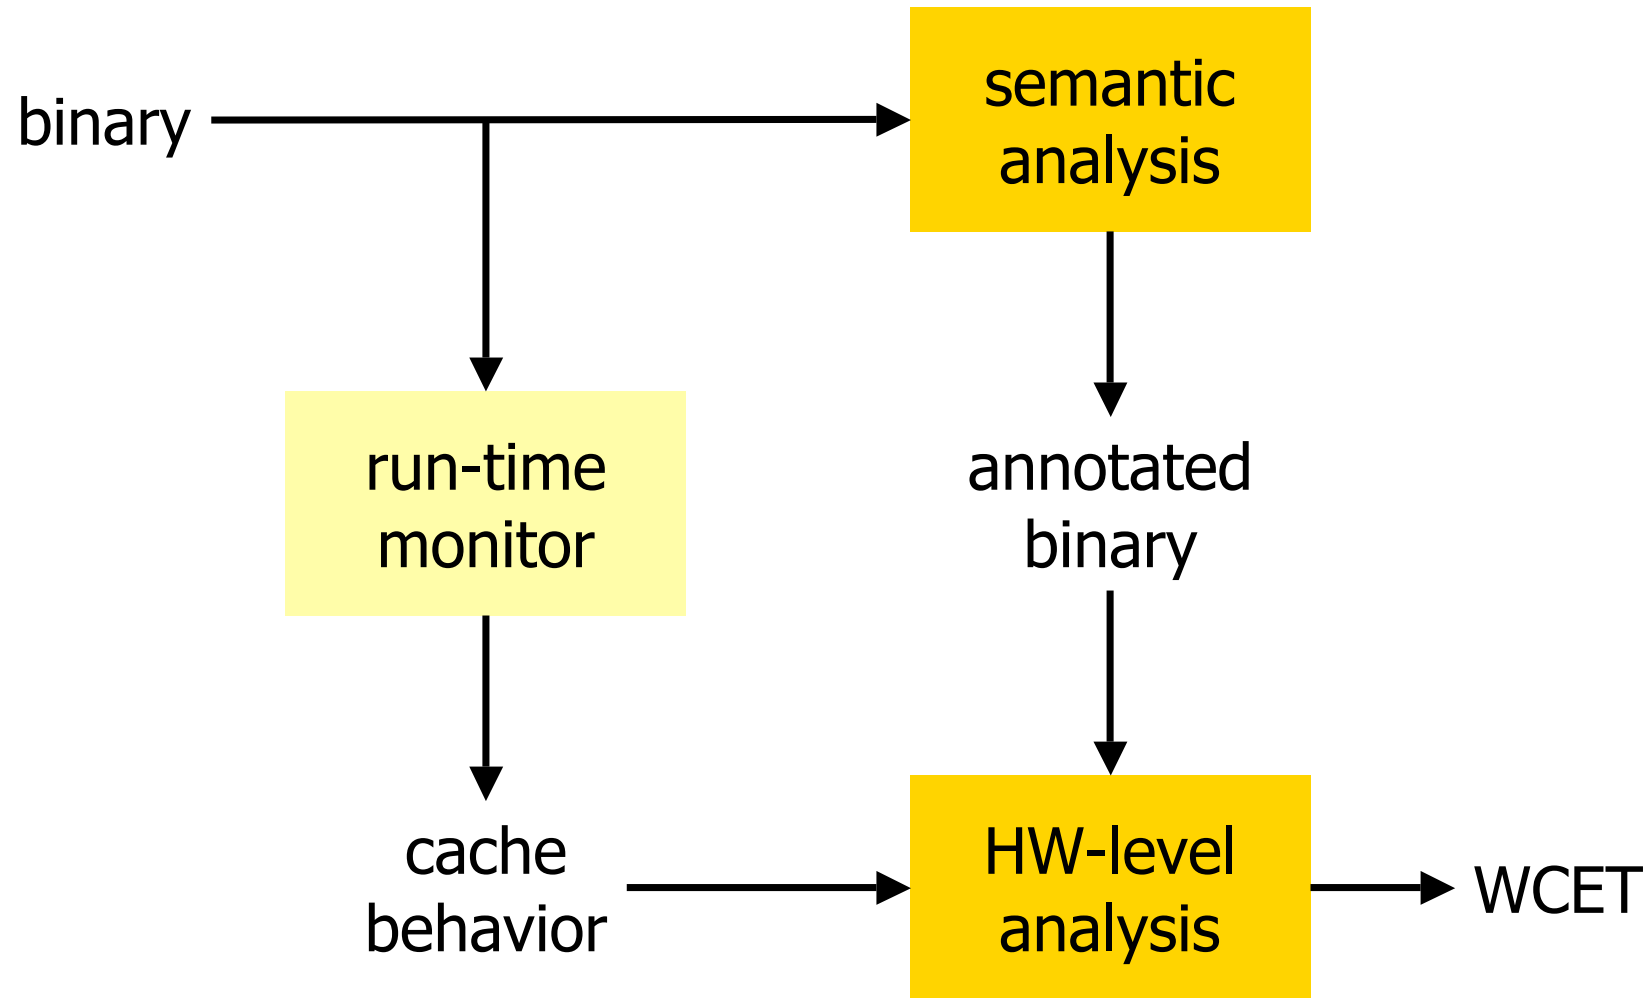 binary
semantic
analysis
run-time
monitor
annotated
binary
cache
behavior
HW-level
analysis
WCET